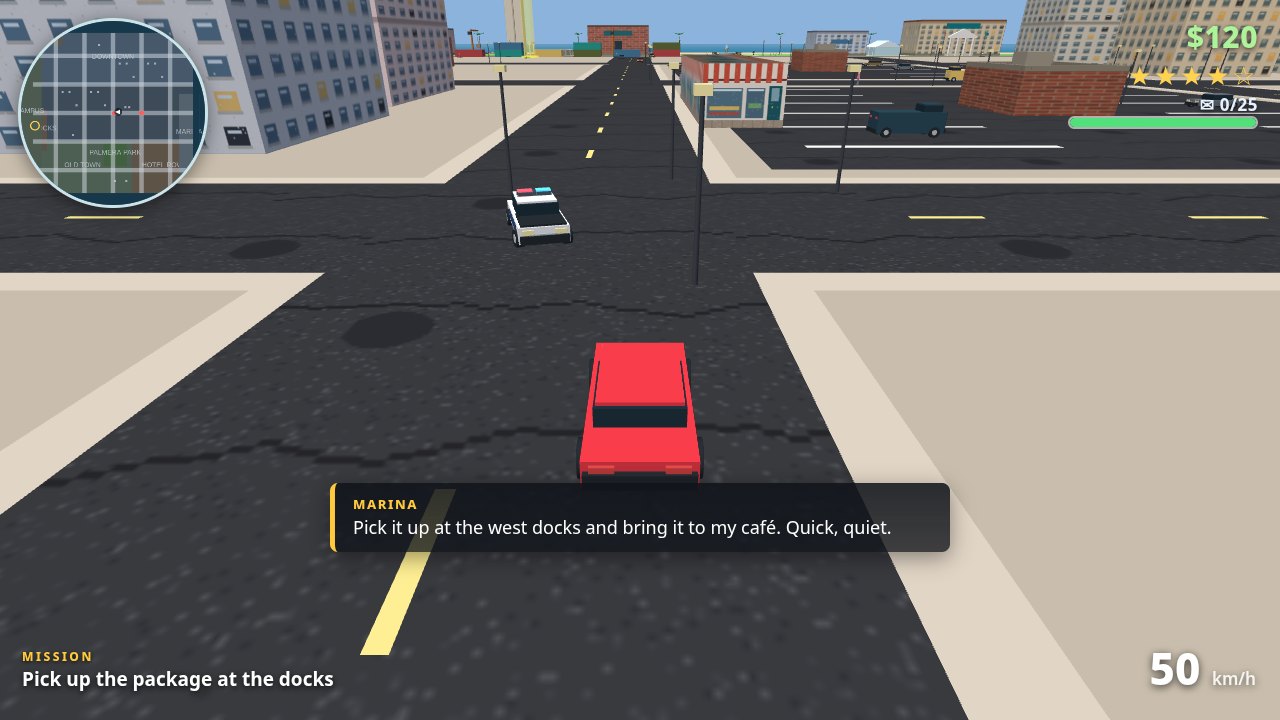 DOWNTOWN
PALMERA PARK
OLD TOWN
$120
✉ 0/25
MARINA
Pick it up at the west docks and bring it to my café. Quick, quiet.
MISSION
Pick up the package at the docks
50 km/h